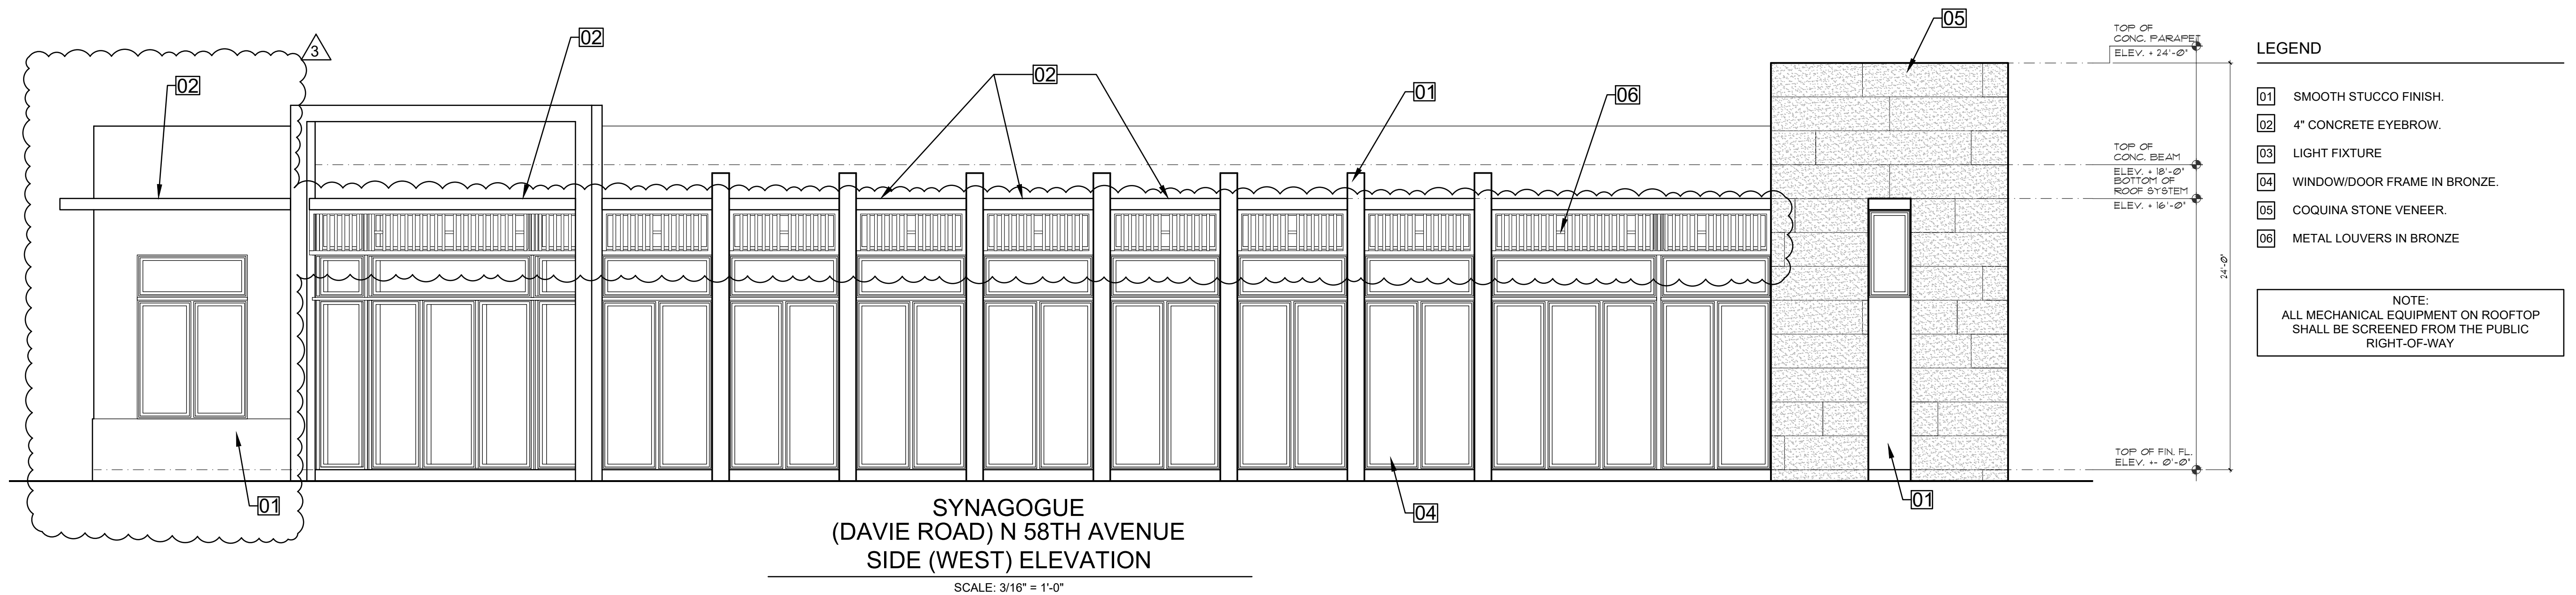 3
02
02
02
01
06
05
01
04
01
SYNAGOGUE
(DAVIE ROAD) N 58TH AVENUE
SIDE (WEST) ELEVATION
SCALE: 3/16" = 1'-0"
TOP OF
CONC. PARAPET
ELEV. + 24'-0"
TOP OF
CONC. BEAM
ELEV. + 18'-0"
BOTTOM OF
ROOF SYSTEM
ELEV. + 16'-0"
24'-0"
TOP OF FIN. FL.
ELEV. +- 0'-0"
LEGEND
01 SMOOTH STUCCO FINISH.
02 4" CONCRETE EYEBROW.
03 LIGHT FIXTURE
04 WINDOW/DOOR FRAME IN BRONZE.
05 COQUINA STONE VENEER.
06 METAL LOUVERS IN BRONZE
NOTE:
ALL MECHANICAL EQUIPMENT ON ROOFTOP
SHALL BE SCREENED FROM THE PUBLIC
RIGHT-OF-WAY